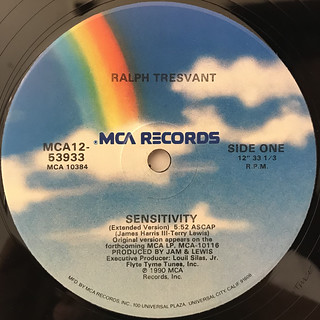 RALPH TRESVANT
MCA RECORDS
MCA12-
53933
MCA 10384
SIDE ONE
12" 33 1/3
R.P.M.
SENSITIVITY
(Extended Version) 5:52 ASCAP
(James Harris III-Terry Lewis)
Original version appears on the
forthcoming MCA LP, MCA-10116
PRODUCED BY JAM & LEWIS
Executive Producer: Louil Silas, Jr.
Flyte Tyme Tunes, Inc.
℗ 1990 MCA
Records, Inc.
MFD. BY MCA RECORDS INC., 100 UNIVERSAL PLAZA, UNIVERSAL CITY, CALIF. 91608